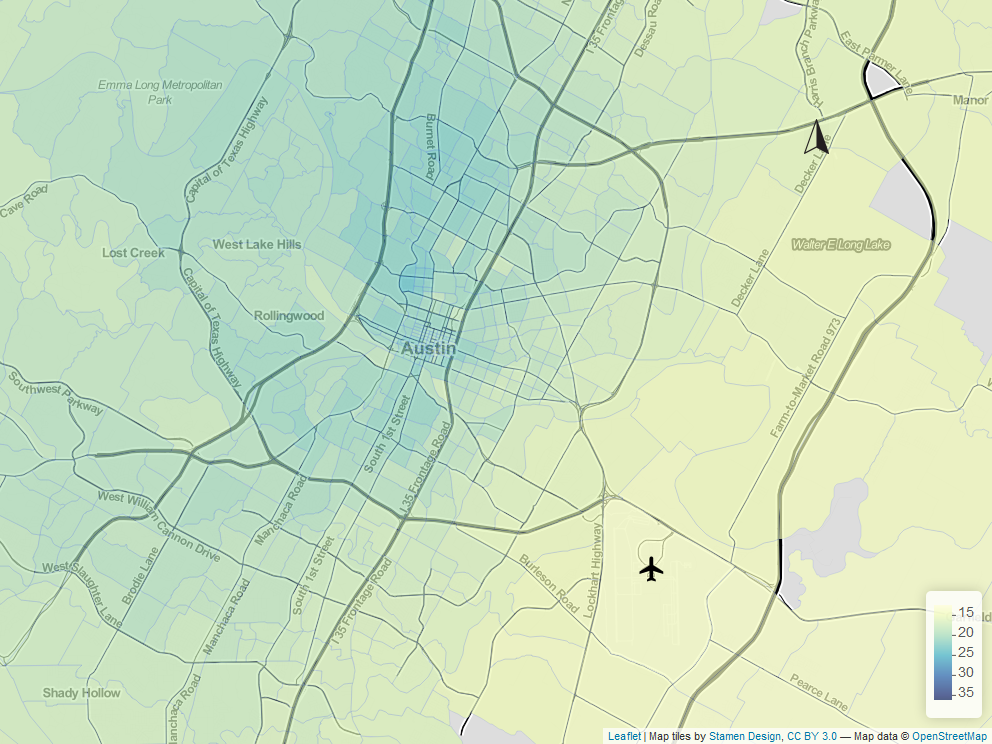 I 35 Frontage Road
Dessau Road
Harris Branch Parkway
East Parmer Lane
Manor
Emma Long Metropolitan
Park
Capital of Texas Highway
Burnet Road
Decker Lane
Cave Road
Lost Creek
West Lake Hills
Walter E Long Lake
Decker Lane
Capital of Texas Highway
Rollingwood
Austin
Farm-to-Market Road 973
Southwest Parkway
South 1st Street
I 35 Frontage Road
West William Cannon Drive
Manchaca Road
Lockhart Highway
Burleson Road
West Slaughter Lane
Brodie Lane
South 1st Street
I 35 Frontage Road
Manchaca Road
Shady Hollow
Manchaca Road
Pearce Lane
15
20
25
30
35
Leaflet | Map tiles by Stamen Design, CC BY 3.0 — Map data © OpenStreetMap